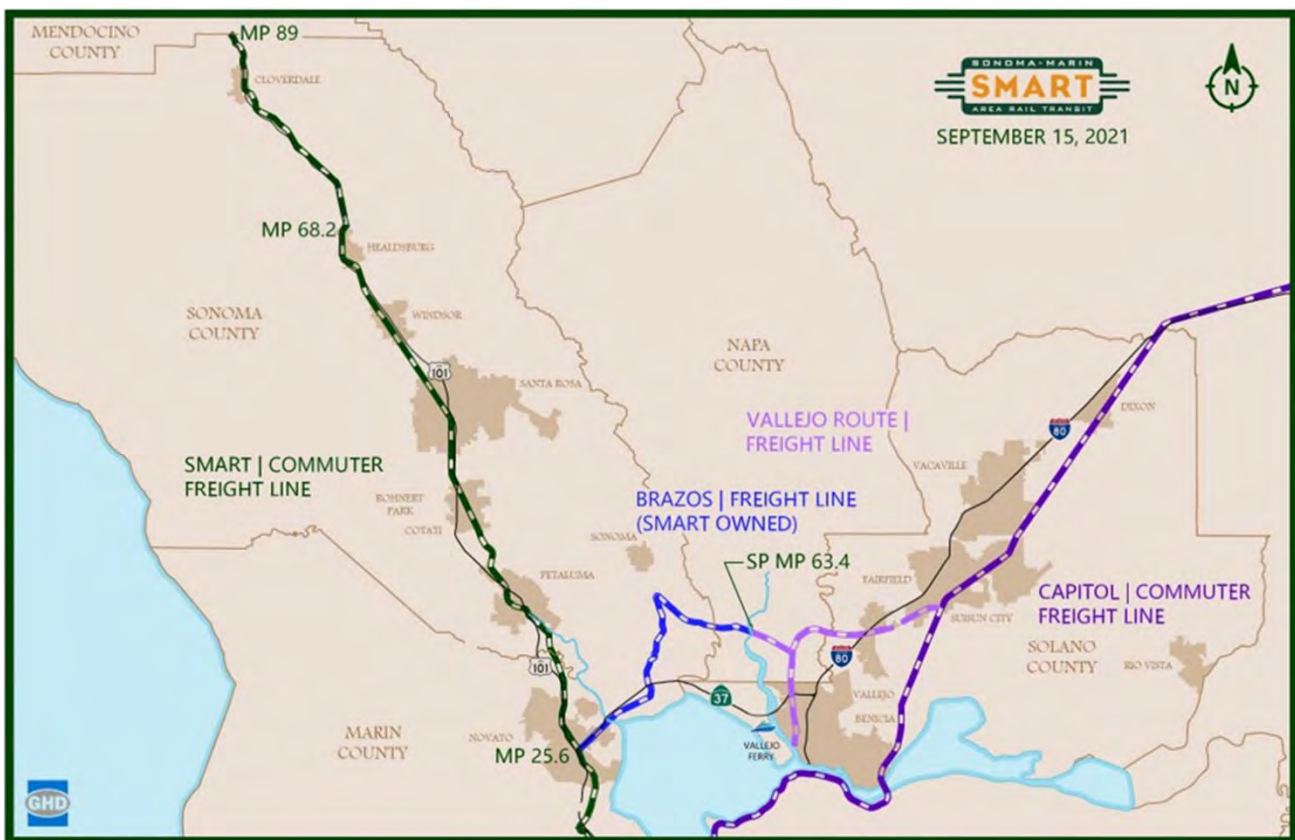 MENDOCINO
COUNTY
MP 89
CLOVERDALE
SONOMA-MARIN
SMART
AREA RAIL TRANSIT
N
SEPTEMBER 15, 2021
MP 68.2
HEALDSBURG
SONOMA
COUNTY
WINDSOR
101
SANTA ROSA
NAPA
COUNTY
DIXON
80
VALLEJO ROUTE |
FREIGHT LINE
VACAVILLE
SMART | COMMUTER
FREIGHT LINE
ROHNERT
PARK
COTATI
BRAZOS | FREIGHT LINE
(SMART OWNED)
SONOMA
SP MP 63.4
PETALUMA
FAIRFIELD
CAPITOL | COMMUTER
FREIGHT LINE
SUISUN CITY
SOLANO
COUNTY
RIO VISTA
101
80
37
VALLEJO
BENICIA
MARIN
COUNTY
NOVATO
MP 25.6
VALLEJO
FERRY
GHD